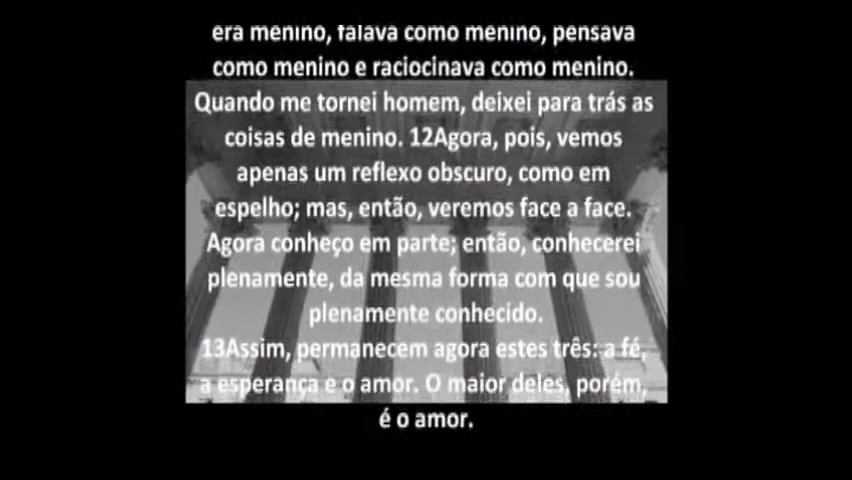 era menino, falava como menino, pensava
como menino e raciocinava como menino.
Quando me tornei homem, deixei para trás as
coisas de menino. 12Agora, pois, vemos
apenas um reflexo obscuro, como em
espelho; mas, então, veremos face a face.
Agora conheço em parte; então, conhecerei
plenamente, da mesma forma com que sou
plenamente conhecido.
13Assim, permanecem agora estes três: a fé,
a esperança e o amor. O maior deles, porém,
é o amor.